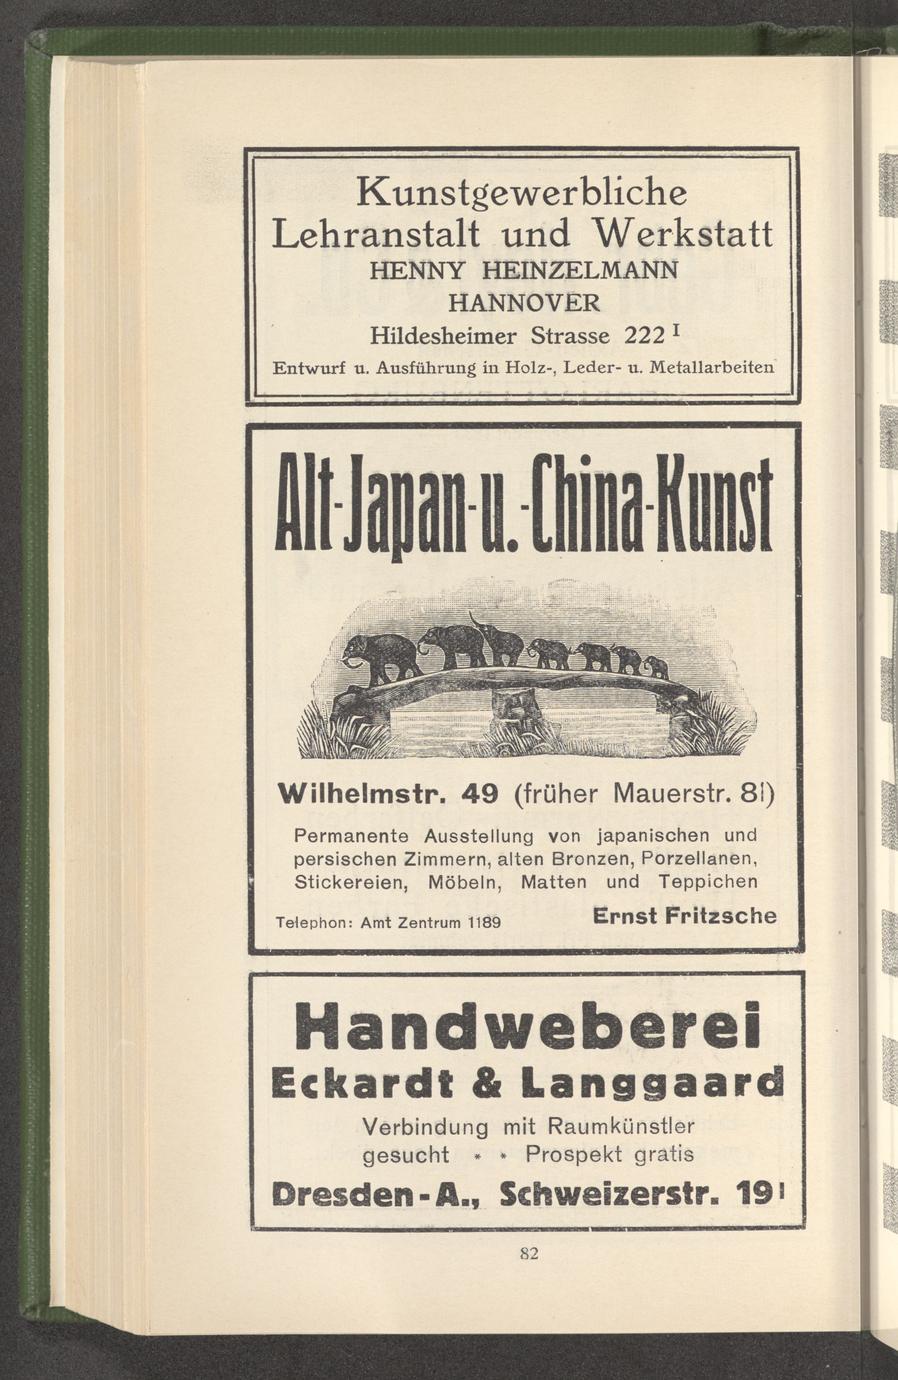 Kunstgewerbliche
Lehranstalt und Werkstatt
HENNY HEINZELMANN
HANNOVER
Hildesheimer Strasse 222 I
Entwurf u. Ausführung in Holz-, Leder- u. Metallarbeiten
Alt-Japan-u.-China-Kunst
Wilhelmstr. 49 (früher Mauerstr. 81)
Permanente Ausstellung von japanischen und
persischen Zimmern, alten Bronzen, Porzellanen,
Stickereien, Möbeln, Matten und Teppichen
Telephon: Amt Zentrum 1189 Ernst Fritzsche
Handweberei
Eckardt & Langgaard
Verbindung mit Raumkünstler
gesucht * * Prospekt gratis
Dresden-A., Schweizerstr. 19 I
82